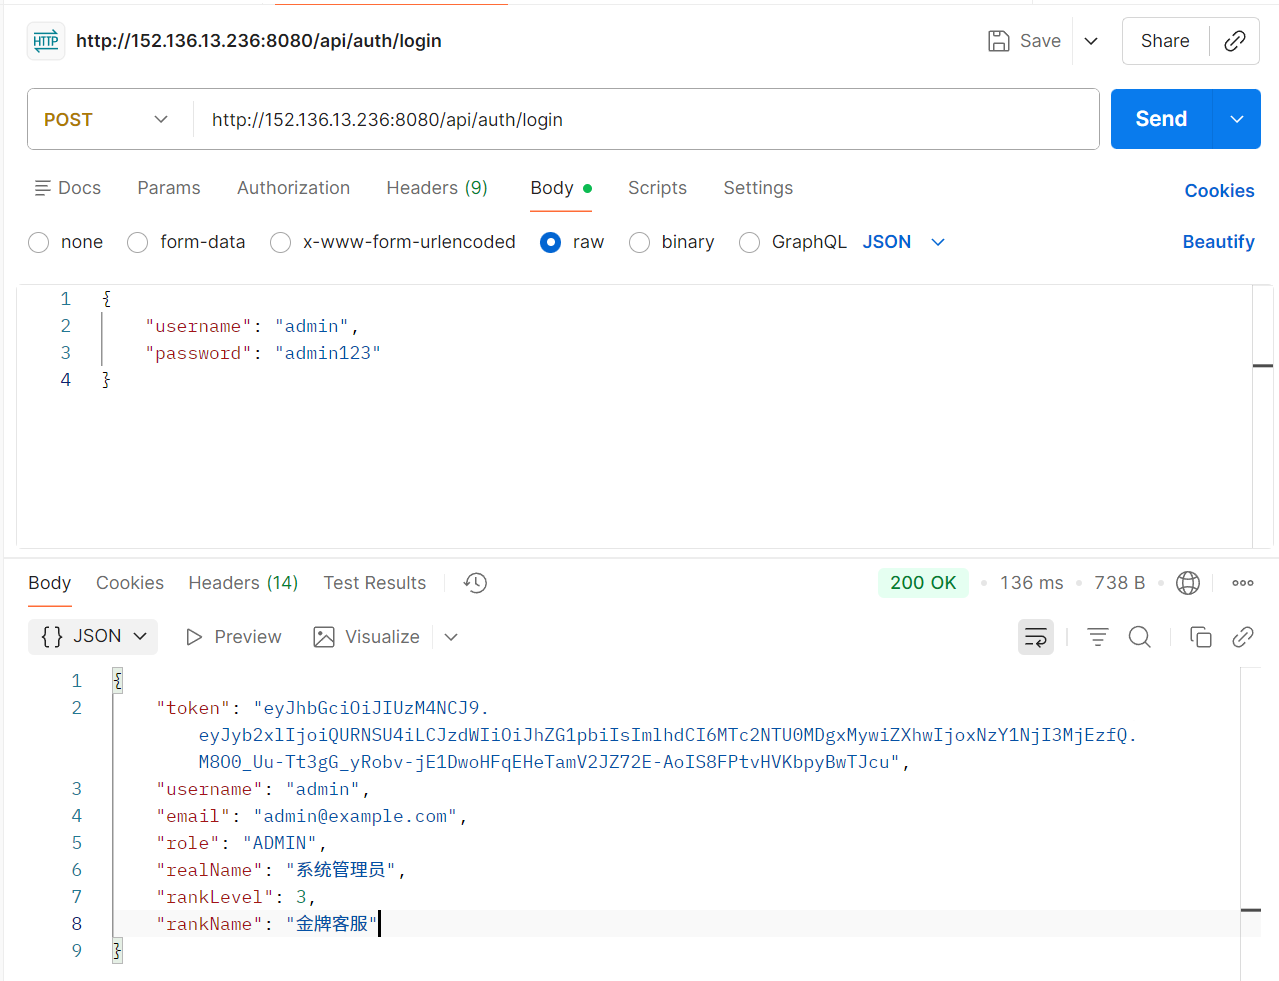 HTTP http://152.136.13.236:8080/api/auth/login Save Share
POST http://152.136.13.236:8080/api/auth/login Send
Docs Params Authorization Headers (9) Body Scripts Settings Cookies
none form-data x-www-form-urlencoded raw binary GraphQL JSON Beautify
1 {
2 "username": "admin",
3 "password": "admin123"
4 }
Body Cookies Headers (14) Test Results 200 OK 136 ms 738 B
{} JSON Preview Visualize
1 {
2 "token": "eyJhbGciOiJIUzM4NCJ9.
eyJyb2xlIjoiQURNSU4iLCJzdWIiOiJhZG1pbiIsImlhdCI6MTc2NTU0MDgxMywiZXhwIjoxNzY1NjI3MjEzfQ.
M8O0_Uu-Tt3gG_yRobv-jE1DwoHFqEHeTamV2JZ72E-AoIS8FPtvHVKbpyBwTJcu",
3 "username": "admin",
4 "email": "admin@example.com",
5 "role": "ADMIN",
6 "realName": "系统管理员",
7 "rankLevel": 3,
8 "rankName": "金牌客服"
9 }